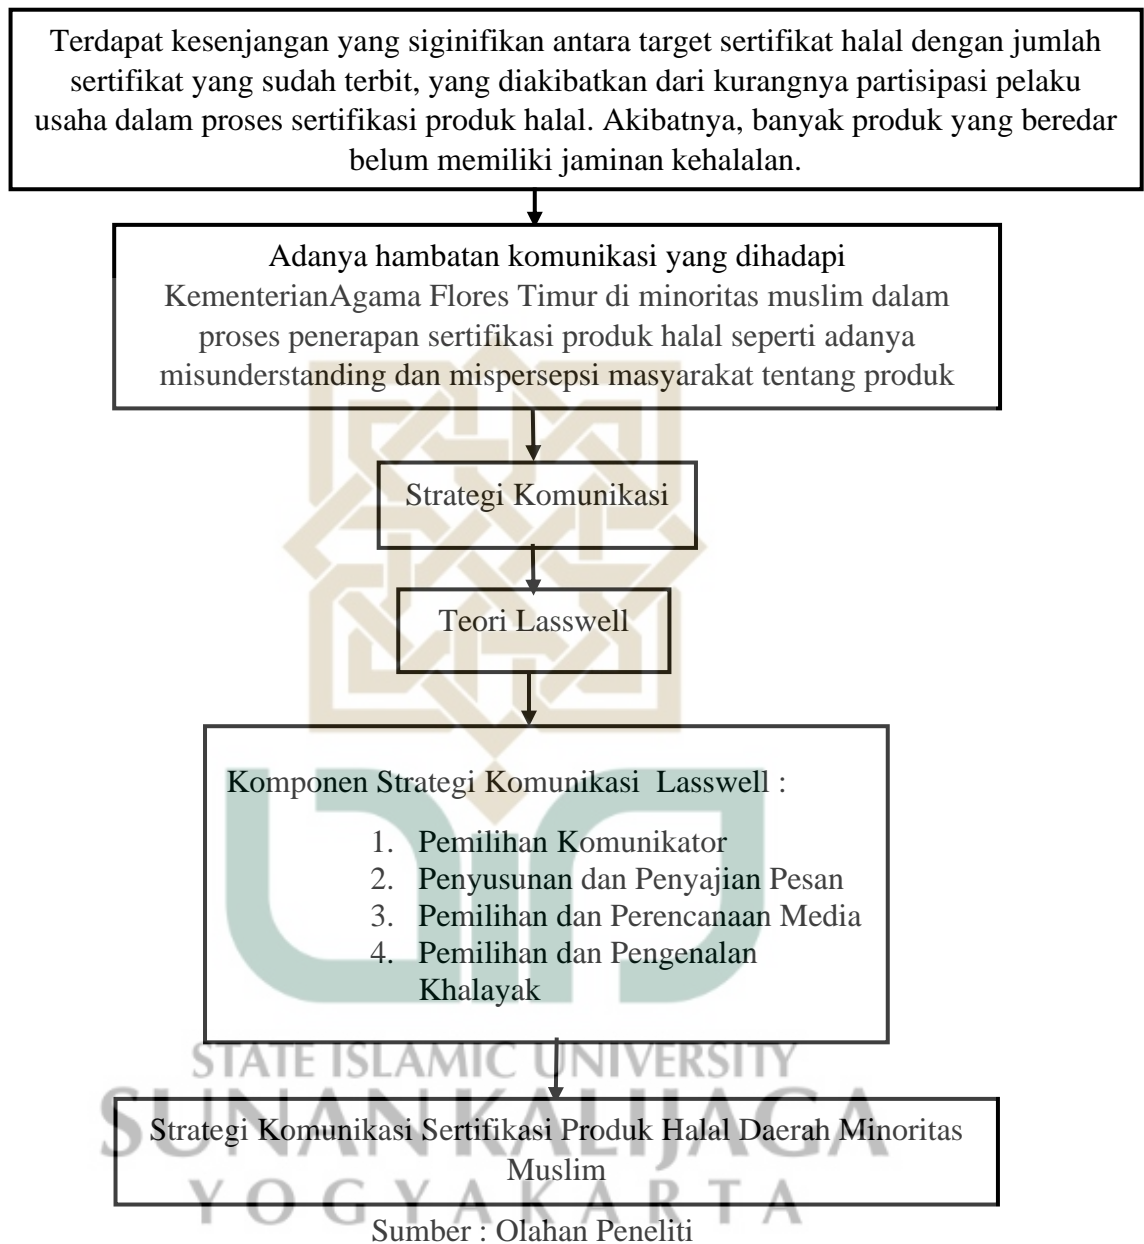 Terdapat kesenjangan yang siginifikan antara target sertifikat halal dengan jumlah
sertifikat yang sudah terbit, yang diakibatkan dari kurangnya partisipasi pelaku
usaha dalam proses sertifikasi produk halal. Akibatnya, banyak produk yang beredar
belum memiliki jaminan kehalalan.
Adanya hambatan komunikasi yang dihadapi
KementerianAgama Flores Timur di minoritas muslim dalam
proses penerapan sertifikasi produk halal seperti adanya
misunderstanding dan mispersepsi masyarakat tentang produk
Strategi Komunikasi
Teori Lasswell
Komponen Strategi Komunikasi Lasswell :
1. Pemilihan Komunikator
2. Penyusunan dan Penyajian Pesan
3. Pemilihan dan Perencanaan Media
4. Pemilihan dan Pengenalan
Khalayak
STATE ISLAMIC UNIVERSITY
SUNAN KALIJAGA
YOGYAKARTA
Strategi Komunikasi Sertifikasi Produk Halal Daerah Minoritas
Muslim
Sumber : Olahan Peneliti